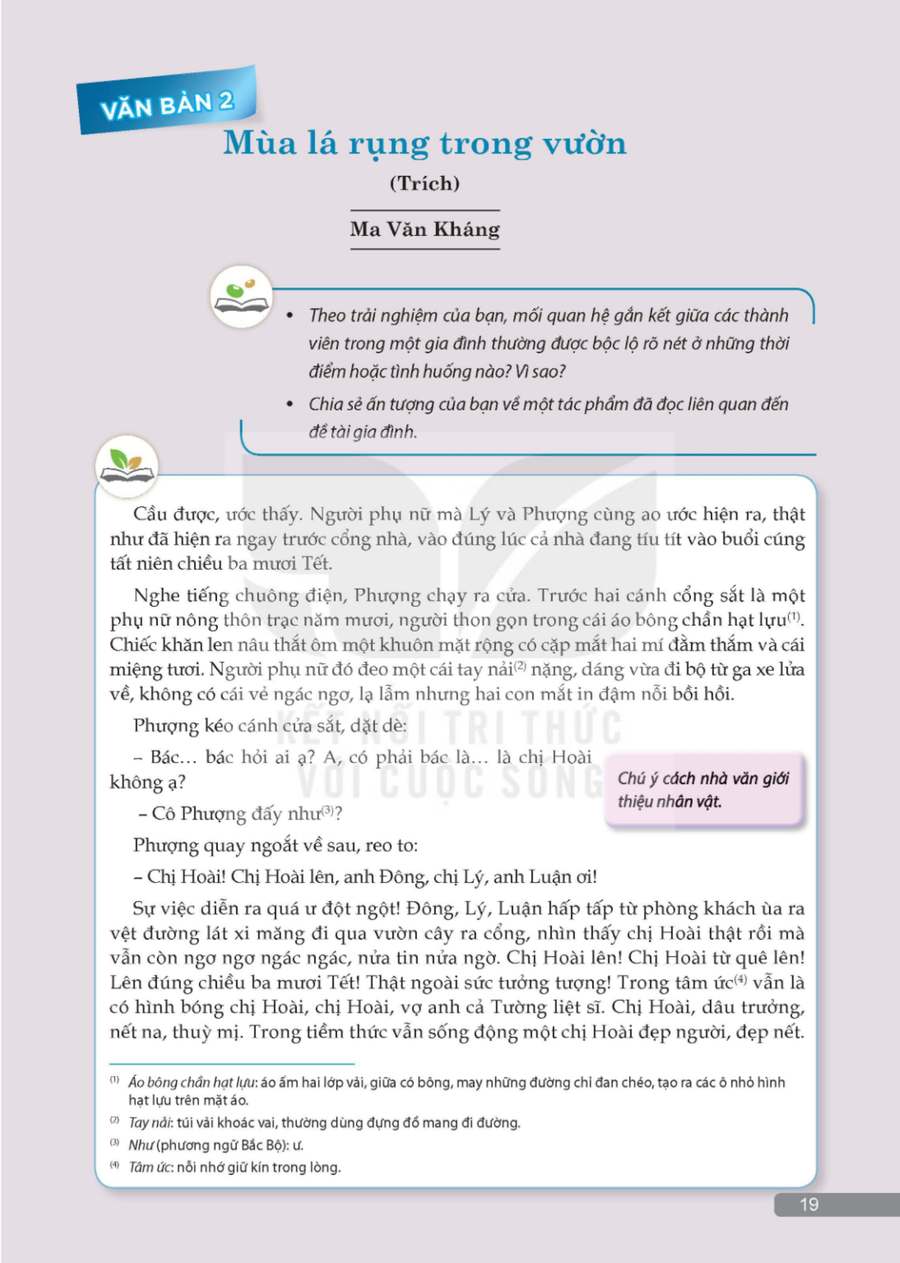 VĂN BẢN 2
Mùa lá rụng trong vườn
(Trích)
Ma Văn Kháng
• Theo trải nghiệm của bạn, mối quan hệ gắn kết giữa các thành
viên trong một gia đình thường được bộc lộ rõ nét ở những thời
điểm hoặc tình huống nào? Vì sao?
• Chia sẻ ấn tượng của bạn về một tác phẩm đã đọc liên quan đến
đề tài gia đình.
Cầu được, ước thấy. Người phụ nữ mà Lý và Phượng cùng ao ước hiện ra, thật
như đã hiện ra ngay trước cổng nhà, vào đúng lúc cả nhà đang tíu tít vào buổi cúng
tất niên chiều ba mươi Tết.
Nghe tiếng chuông điện, Phượng chạy ra cửa. Trước hai cánh cổng sắt là một
phụ nữ nông thôn trạc năm mươi, người thon gọn trong cái áo bông chần hạt lựu(1).
Chiếc khăn len nâu thắt ôm một khuôn mặt rộng có cặp mắt hai mí đằm thắm và cái
miệng tươi. Người phụ nữ đó đeo một cái tay nải(2) nặng, dáng vừa đi bộ từ ga xe lửa
về, không có cái vẻ ngác ngơ, lạ lẫm nhưng hai con mắt in đậm nỗi bồi hồi.
Phượng kéo cánh cửa sắt, dặt dè:
– Bác... bác hỏi ai ạ? A, có phải bác là... là chị Hoài
không ạ?
Chú ý cách nhà văn giới
thiệu nhân vật.
– Cô Phượng đấy như(3)?
Phượng quay ngoắt về sau, reo to:
– Chị Hoài! Chị Hoài lên, anh Đông, chị Lý, anh Luận ơi!
Sự việc diễn ra quá ư đột ngột! Đông, Lý, Luận hấp tấp từ phòng khách ùa ra
vệt đường lát xi măng đi qua vườn cây ra cổng, nhìn thấy chị Hoài thật rồi mà
vẫn còn ngơ ngơ ngác ngác, nửa tin nửa ngờ. Chị Hoài lên! Chị Hoài từ quê lên!
Lên đúng chiều ba mươi Tết! Thật ngoài sức tưởng tượng! Trong tâm ức(4) vẫn là
có hình bóng chị Hoài, chị Hoài, vợ anh cả Tường liệt sĩ. Chị Hoài, dâu trưởng,
nết na, thuỳ mị. Trong tiềm thức vẫn sống động một chị Hoài đẹp người, đẹp nết.
(1) Áo bông chần hạt lựu: áo ấm hai lớp vải, giữa có bông, may những đường chỉ đan chéo, tạo ra các ô nhỏ hình
hạt lựu trên mặt áo.
(2) Tay nải: túi vải khoác vai, thường dùng đựng đồ mang đi đường.
(3) Như (phương ngữ Bắc Bộ): ư.
(4) Tâm ức: nỗi nhớ giữ kín trong lòng.
KẾT NỐI TRI THỨC
VỚI CUỘC SỐNG
19